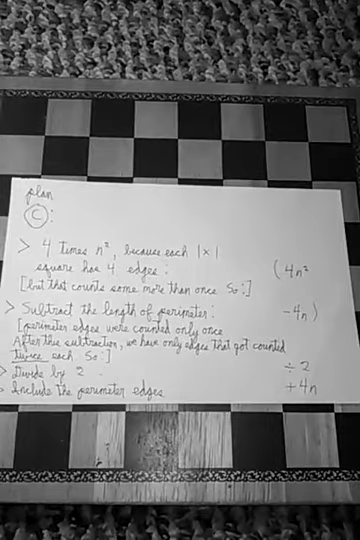 plan
C:
> 4 times n², because each 1×1
square has 4 edges: (4n²
[but that counts some more than once So:]
> Subtract the length of perimeter: -4n)
[perimeter edges were counted only once
After this subtraction, we have only edges that got counted
twice each So:]
> Divide by 2. ÷2
> Include the perimeter edges +4n